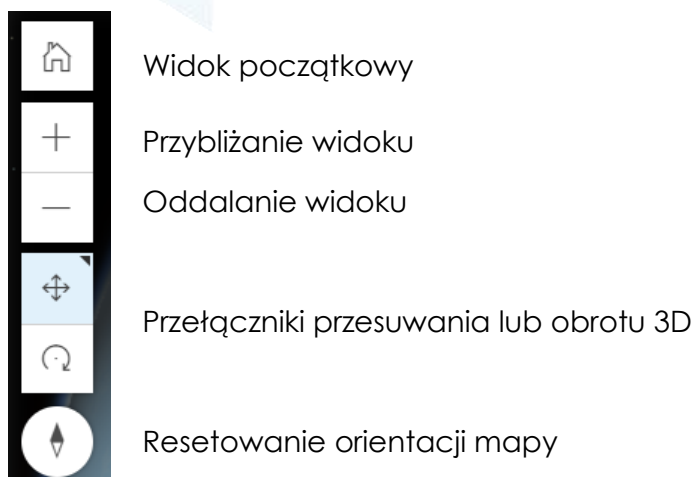 Widok początkowy
Przybliżanie widoku
Oddalanie widoku
Przełączniki przesuwania lub obrotu 3D
Resetowanie orientacji mapy